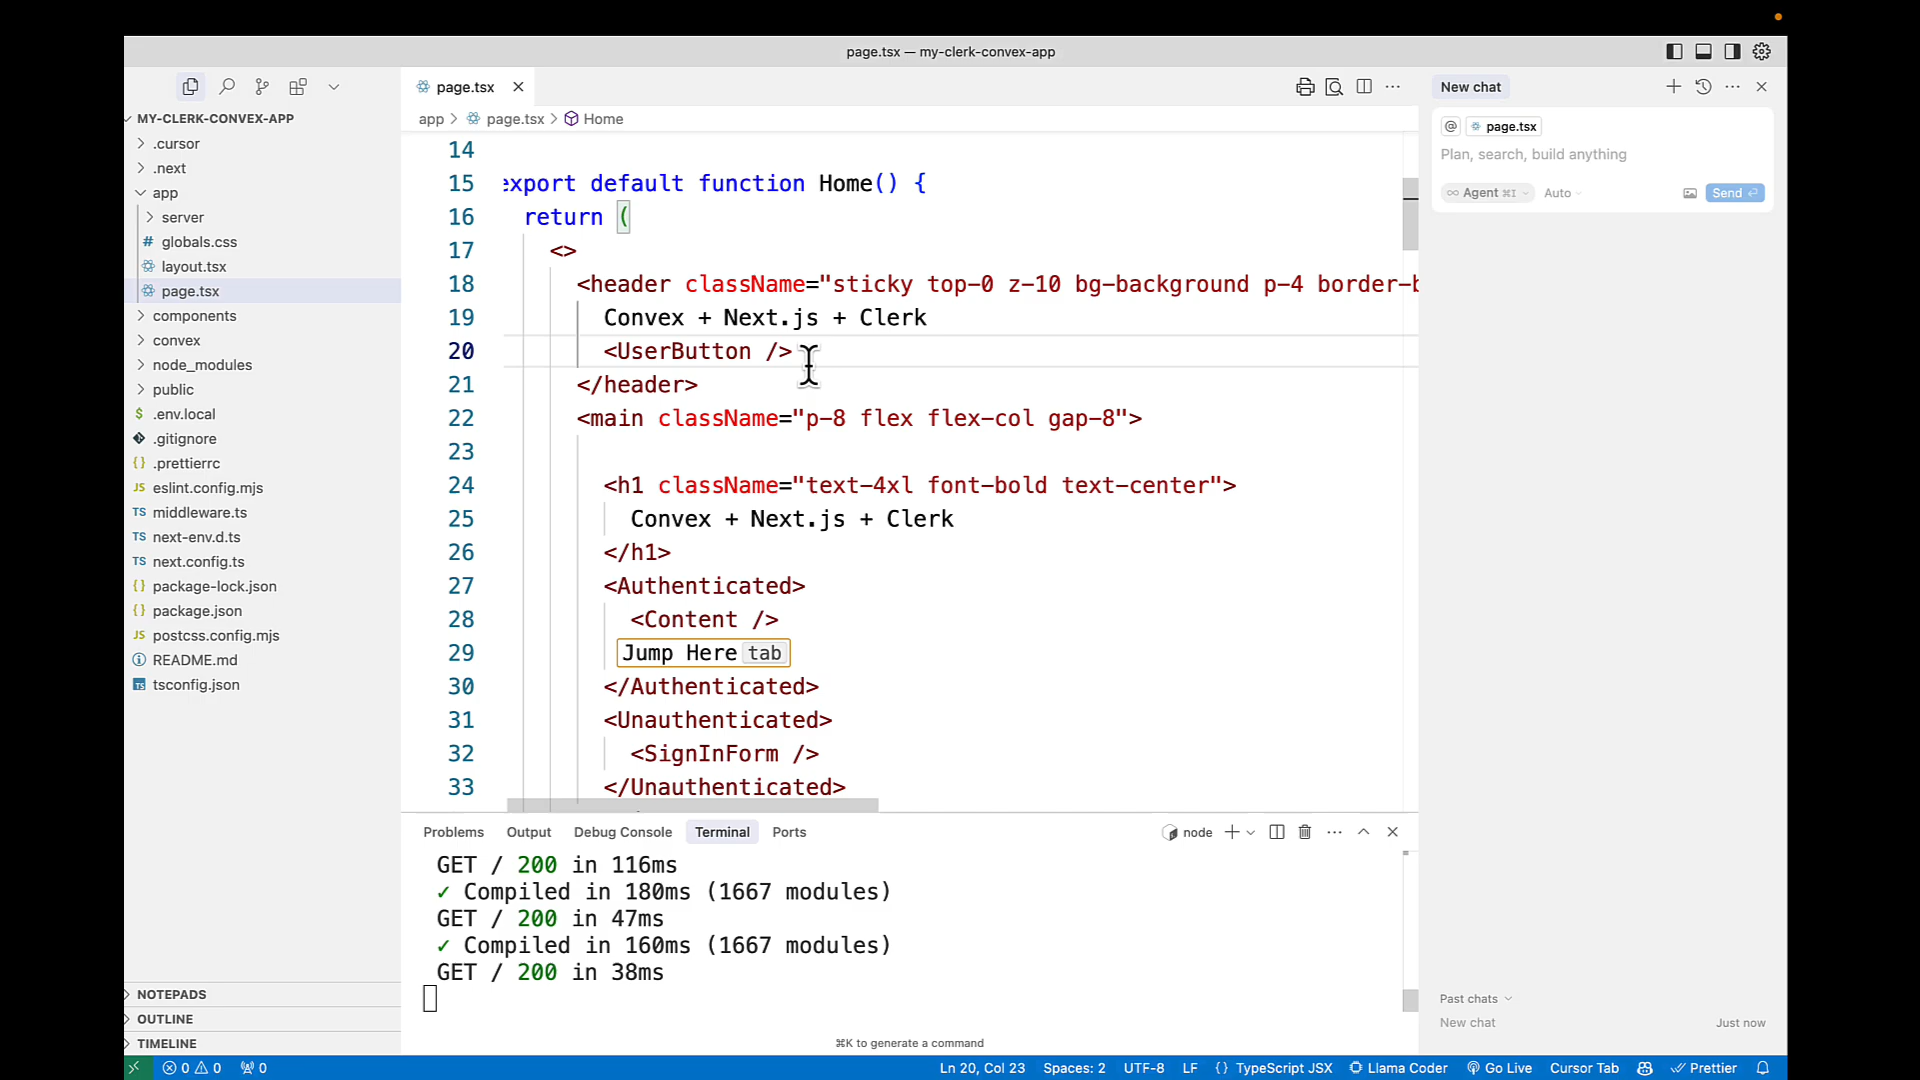 page.tsx — my-clerk-convex-app
MY-CLERK-CONVEX-APP
.cursor
.next
app
server
# globals.css
layout.tsx
page.tsx
components
convex
node_modules
public
$ .env.local
.gitignore
{} .prettierrc
JS eslint.config.mjs
TS middleware.ts
TS next-env.d.ts
TS next.config.ts
{} package-lock.json
{} package.json
JS postcss.config.mjs
README.md
TS tsconfig.json
NOTEPADS
OUTLINE
TIMELINE
page.tsx
app > page.tsx > Home
14
15 export default function Home() {
16 return (
17 <>
18 <header className="sticky top-0 z-10 bg-background p-4 border-b
19 Convex + Next.js + Clerk
20 <UserButton />
21 </header>
22 <main className="p-8 flex flex-col gap-8">
23
24 <h1 className="text-4xl font-bold text-center">
25 Convex + Next.js + Clerk
26 </h1>
27 <Authenticated>
28 <Content />
29 Jump Here tab
30 </Authenticated>
31 <Unauthenticated>
32 <SignInForm />
33 </Unauthenticated>
Problems Output Debug Console Terminal Ports node
GET / 200 in 116ms
✓ Compiled in 180ms (1667 modules)
GET / 200 in 47ms
✓ Compiled in 160ms (1667 modules)
GET / 200 in 38ms
⌘K to generate a command
New chat
@ page.tsx
Plan, search, build anything
∞ Agent ⌘I Auto Send ⏎
Past chats
New chat Just now
0 0 0 Ln 20, Col 23 Spaces: 2 UTF-8 LF {} TypeScript JSX Llama Coder Go Live Cursor Tab Prettier